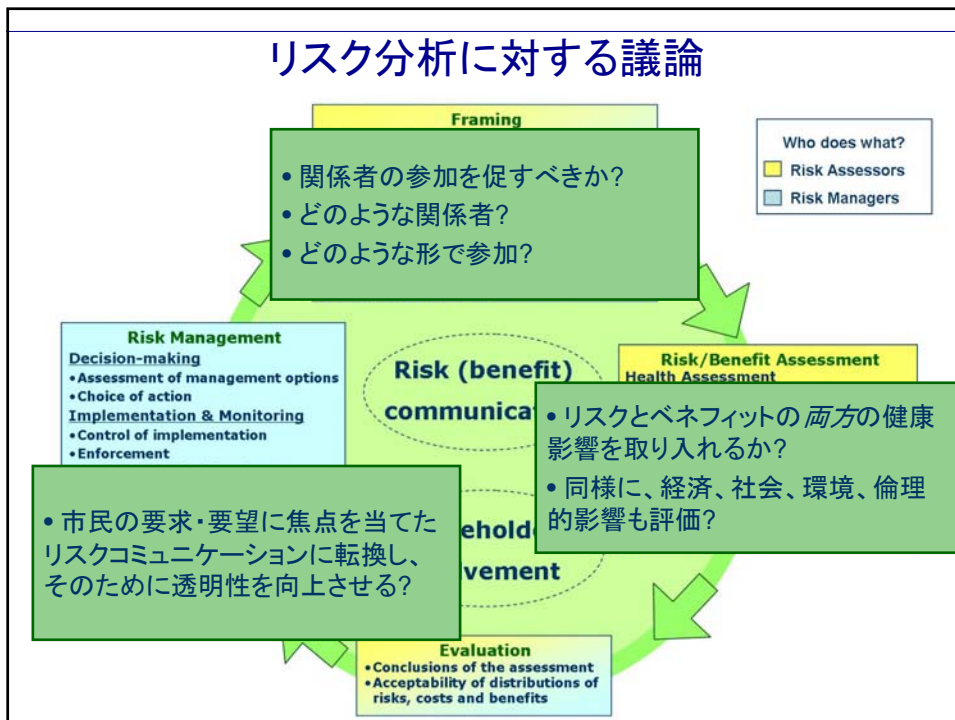 リスク分析に対する議論
Framing
• 関係者の参加を促すべきか?
• どのような関係者?
• どのような形で参加?
Who does what?
Risk Assessors
Risk Managers
Risk Management
Decision-making
•Assessment of management options
•Choice of action
Implementation & Monitoring
•Control of implementation
•Enforcement
Risk (benefit)
Risk/Benefit Assessment
Health Assessment
• リスクとベネフィットの両方の健康
影響を取り入れるか?
• 同様に、経済、社会、環境、倫理
的影響も評価?
• 市民の要求・要望に焦点を当てた
リスクコミュニケーションに転換し、
そのために透明性を向上させる?
Evaluation
•Conclusions of the assessment
•Acceptability of distributions of
risks, costs and benefits